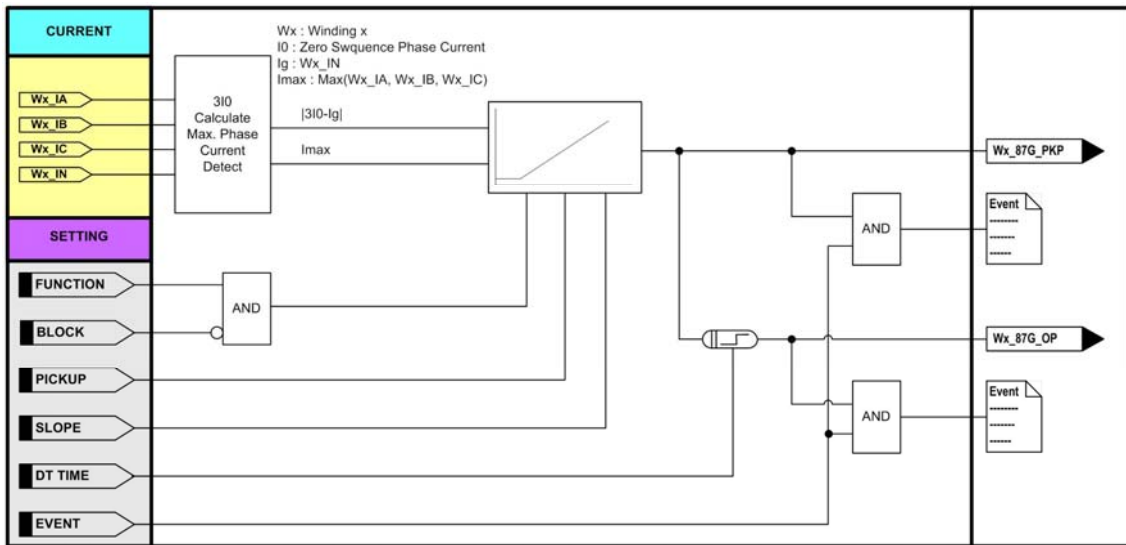 CURRENT
Wx : Winding x
I0 : Zero Swquence Phase Current
Ig : Wx_IN
Imax : Max(Wx_IA, Wx_IB, Wx_IC)
Wx_IA
Wx_IB
Wx_IC
Wx_IN
3I0
Calculate
Max. Phase
Current
Detect
|3I0-Ig|
Imax
Wx_87G_PKP
Event
--------
-------
------
AND
SETTING
FUNCTION
BLOCK
PICKUP
SLOPE
DT TIME
EVENT
AND
Wx_87G_OP
Event
--------
-------
------
AND